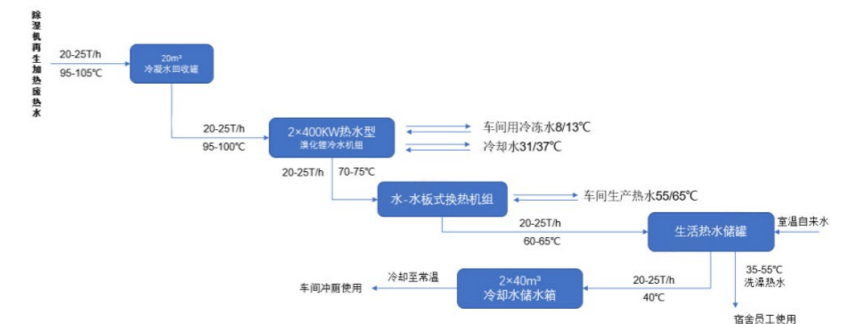 除湿机再生加热废热水
20-25T/h
95-105℃
20m³
冷凝水回收罐
20-25T/h
95-100℃
2×400KW热水型
溴化锂冷水机组
车间用冷冻水8/13℃
冷却水31/37℃
20-25T/h
70-75℃
水-水板式换热机组
车间生产热水55/65℃
20-25T/h
60-65℃
生活热水储罐
室温自来水
35-55℃
洗澡热水
宿舍员工使用
20-25T/h
40℃
2×40m³
冷却水储水箱
冷却至常温
车间冲厕使用